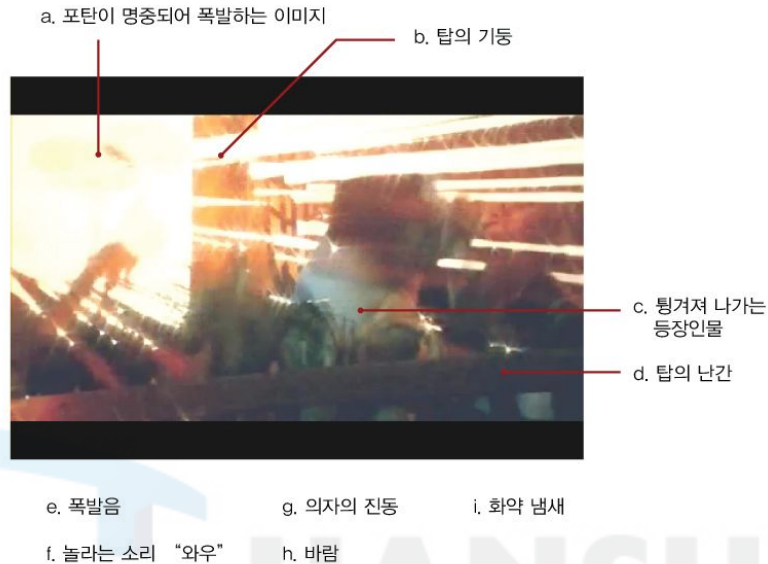 a. 포탄이 명중되어 폭발하는 이미지
b. 탑의 기둥
c. 튕겨져 나가는
등장인물
d. 탑의 난간
e. 폭발음
g. 의자의 진동
i. 화약 냄새
f. 놀라는 소리 “와우”
h. 바람